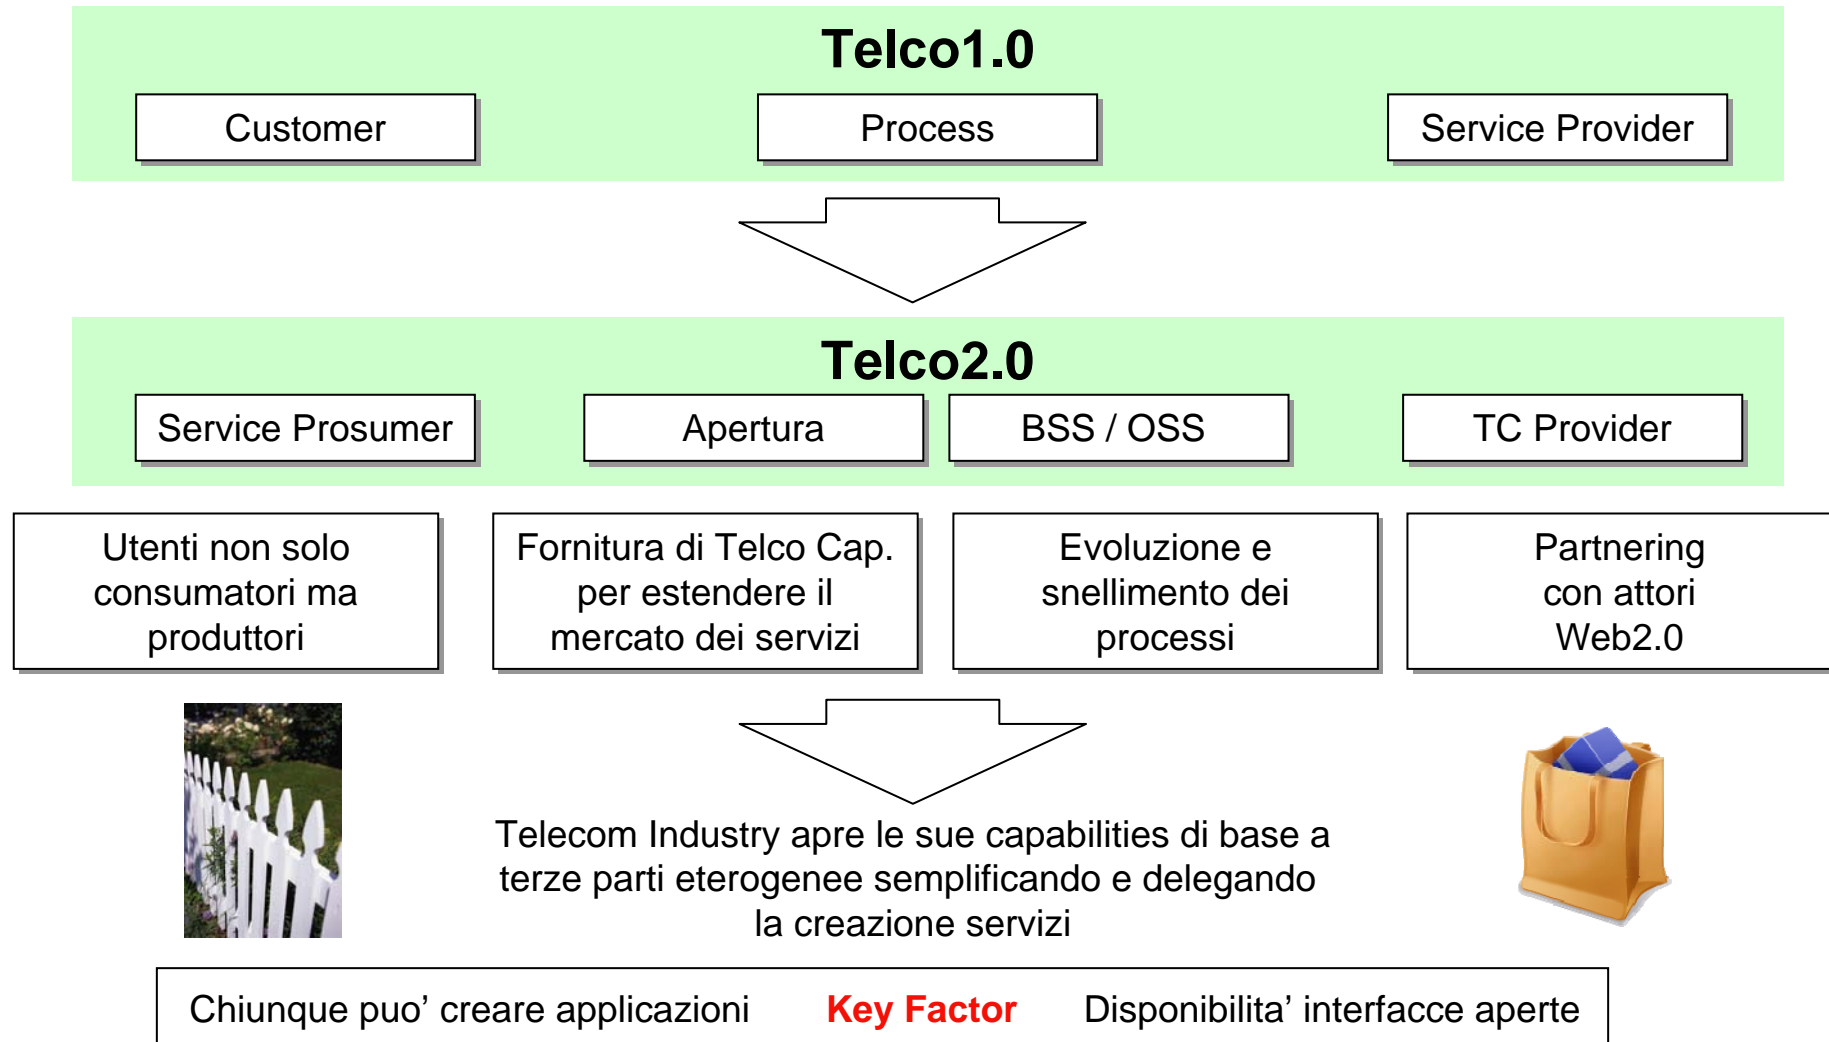 Telco1.0
Customer
Process
Service Provider
Telco2.0
Service Prosumer
Apertura
BSS / OSS
TC Provider
Utenti non solo
consumatori ma
produttori
Fornitura di Telco Cap.
per estendere il
mercato dei servizi
Evoluzione e
snellimento dei
processi
Partnering
con attori
Web2.0
Telecom Industry apre le sue capabilities di base a
terze parti eterogenee semplificando e delegando
la creazione servizi
Chiunque puo' creare applicazioni Key Factor Disponibilita' interfacce aperte